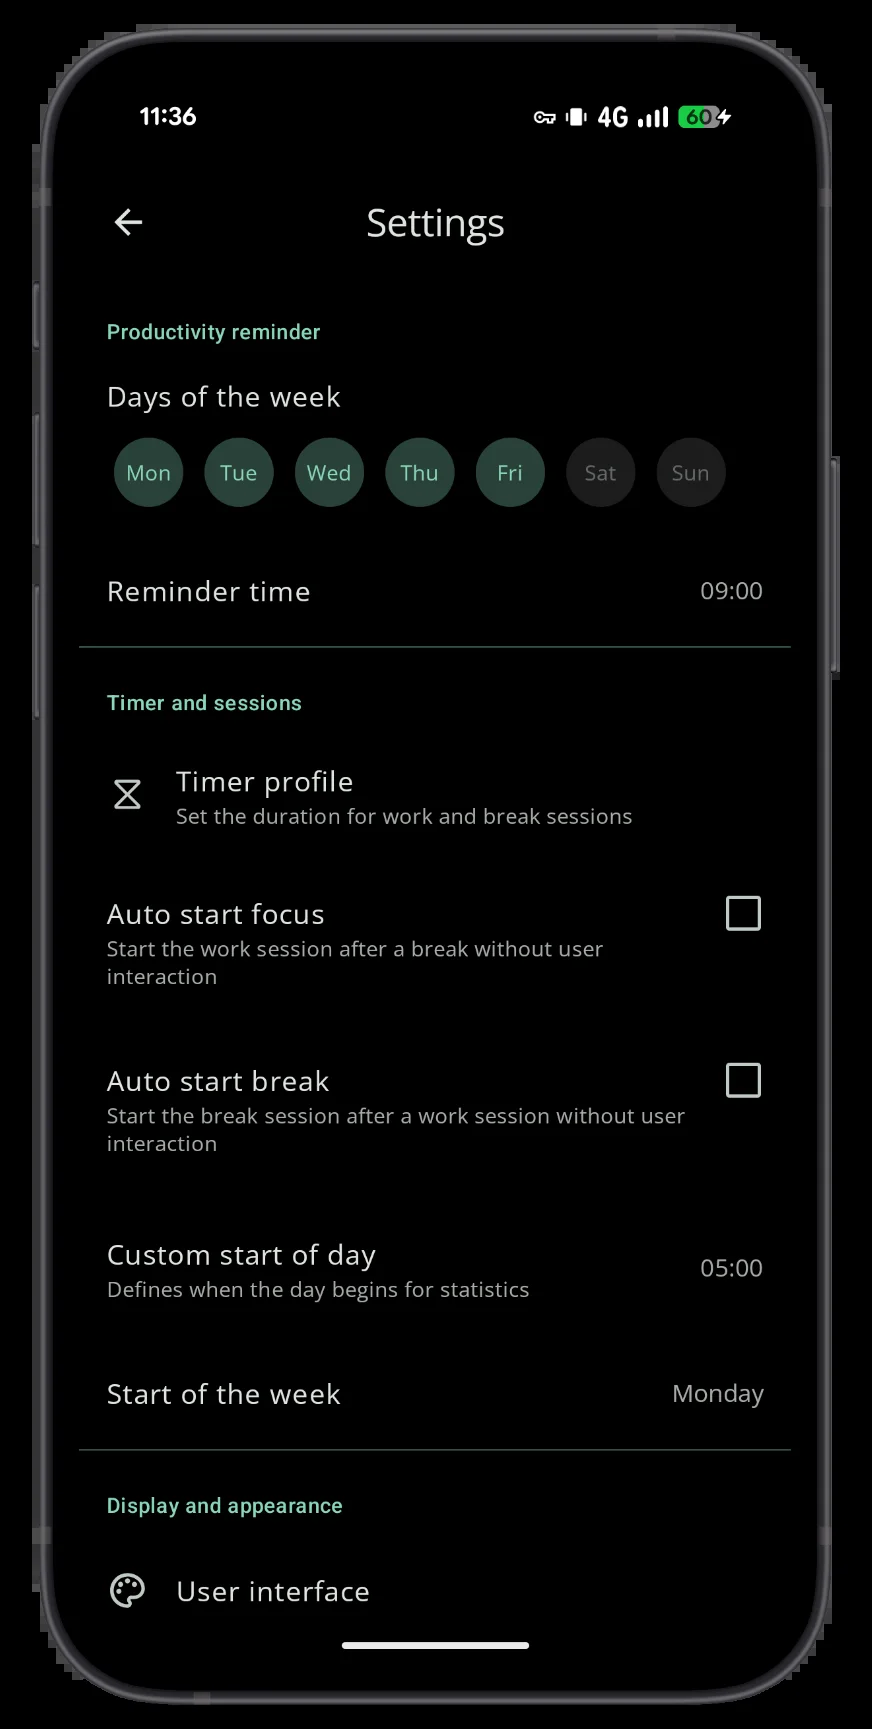 11:36 4G 60
Settings
Productivity reminder
Days of the week
Mon Tue Wed Thu Fri Sat Sun
Reminder time 09:00
Timer and sessions
Timer profile
Set the duration for work and break sessions
Auto start focus
Start the work session after a break without user
interaction
Auto start break
Start the break session after a work session without user
interaction
Custom start of day 05:00
Defines when the day begins for statistics
Start of the week Monday
Display and appearance
User interface